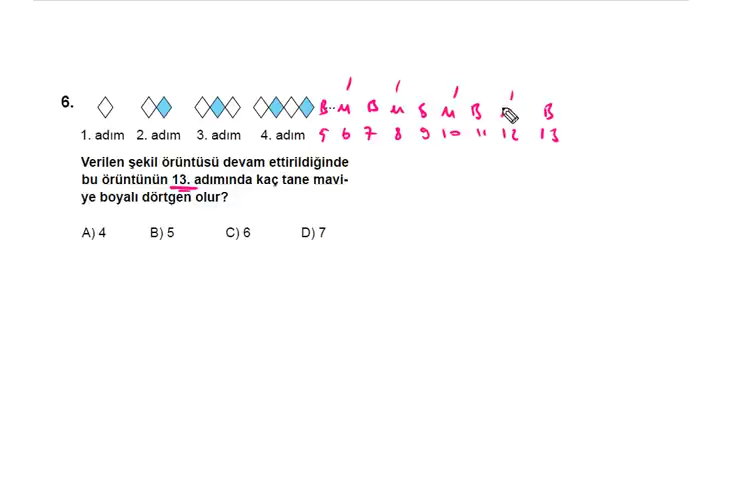 6.
B.. M B M S M B B
5 6 7 8 9 10 11 12 13
1. adım 2. adım 3. adım 4. adım
Verilen şekil örüntüsü devam ettirildiğinde
bu örüntünün 13. adımında kaç tane mavi-
ye boyalı dörtgen olur?
A) 4 B) 5 C) 6 D) 7